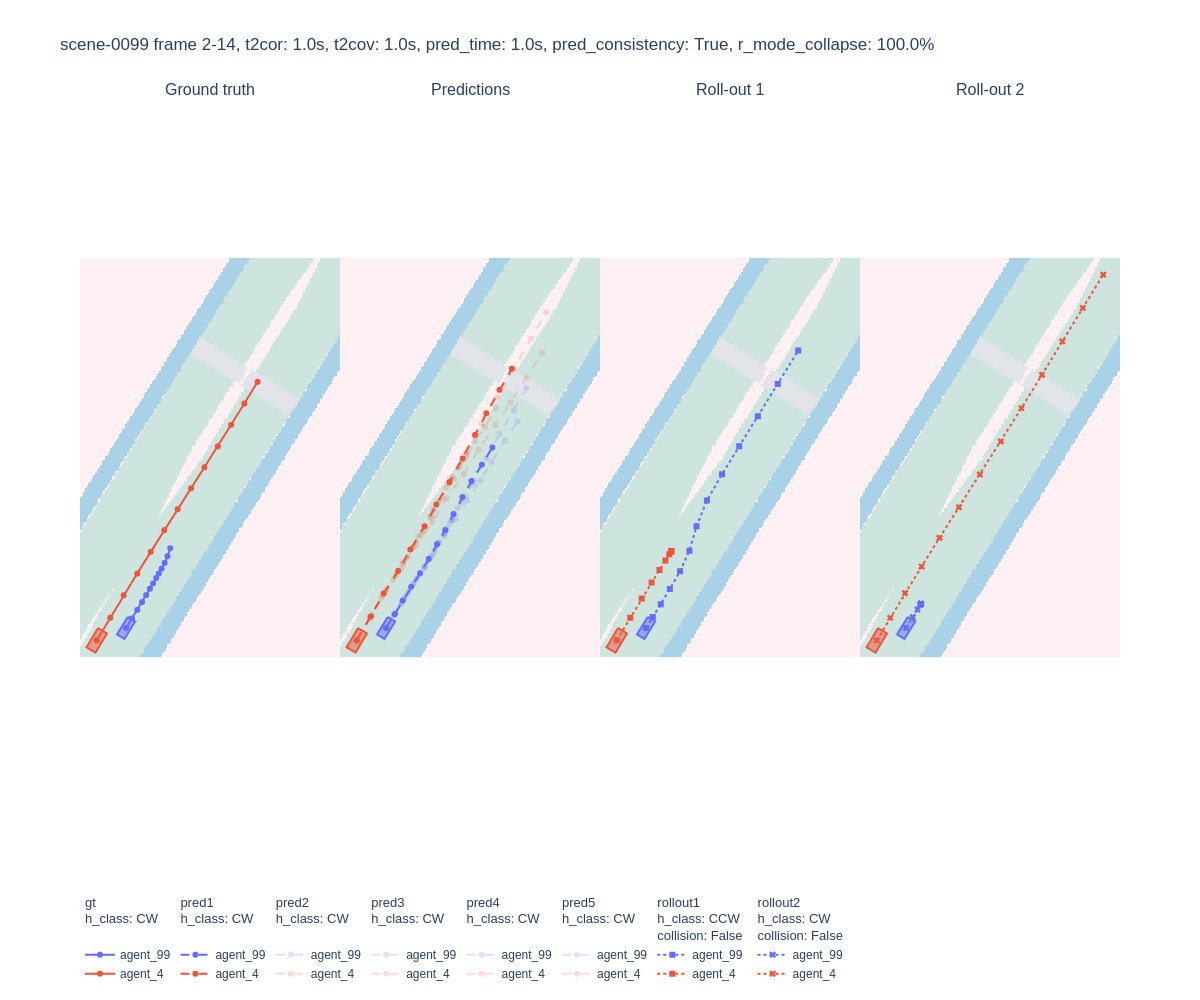 scene-0099 frame 2-14, t2cor: 1.0s, t2cov: 1.0s, pred_time: 1.0s, pred_consistency: True, r_mode_collapse: 100.0%
Ground truth
Predictions
Roll-out 1
Roll-out 2
gt
h_class: CW
agent_99
agent_4
pred1
h_class: CW
agent_99
agent_4
pred2
h_class: CW
agent_99
agent_4
pred3
h_class: CW
agent_99
agent_4
pred4
h_class: CW
agent_99
agent_4
pred5
h_class: CW
agent_99
agent_4
rollout1
h_class: CCW
collision: False
agent_99
agent_4
rollout2
h_class: CW
collision: False
agent_99
agent_4